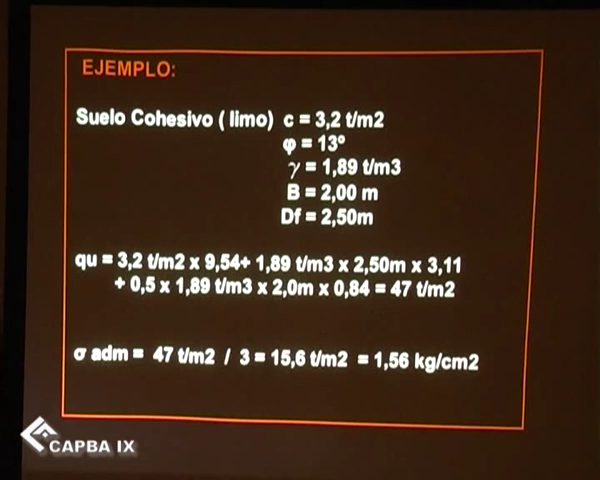 EJEMPLO:
Suelo Cohesivo ( limo) c = 3,2 t/m2
φ = 13º
γ = 1,89 t/m3
B = 2,00 m
Df = 2,50m
qu = 3,2 t/m2 x 9,54+ 1,89 t/m3 x 2,50m x 3,11
+ 0,5 x 1,89 t/m3 x 2,0m x 0,84 = 47 t/m2
σ adm = 47 t/m2 / 3 = 15,6 t/m2 = 1,56 kg/cm2
CAPBA IX